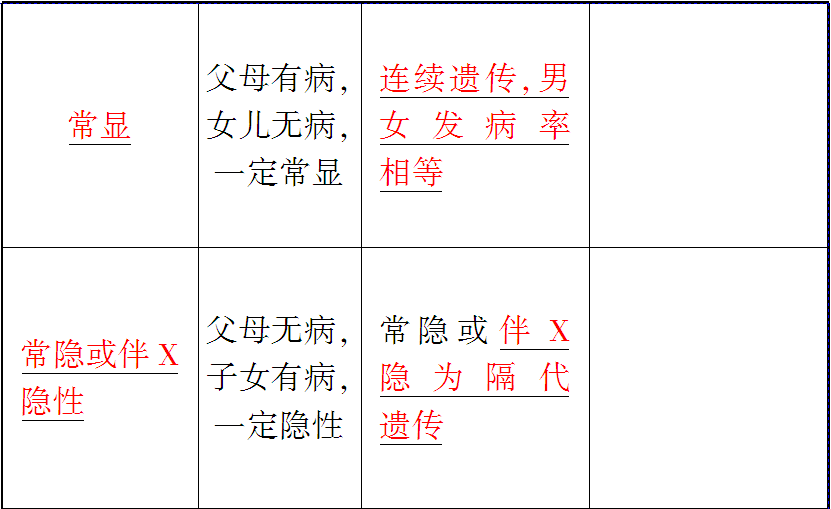 常显
父母有病,
女儿无病,
一定常显
连续遗传,男
女发病率
相等
常隐或伴X
隐性
父母无病,
子女有病,
一定隐性
常隐或伴X
隐为隔代
遗传